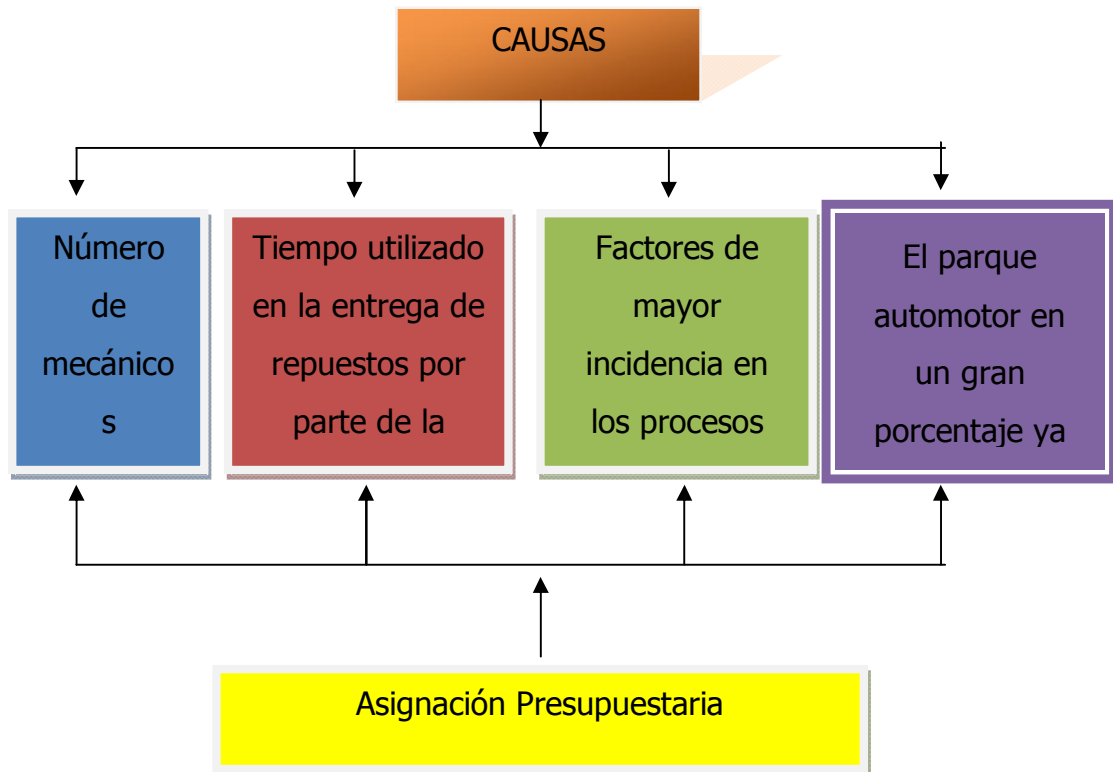 CAUSAS
Número
de
mecánico
s
Tiempo utilizado
en la entrega de
repuestos por
parte de la
Factores de
mayor
incidencia en
los procesos
El parque
automotor en
un gran
porcentaje ya
Asignación Presupuestaria